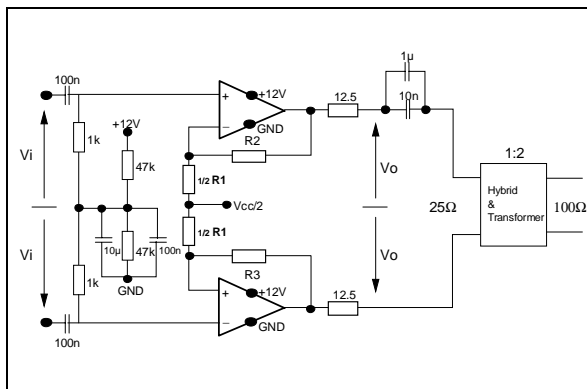 1µ
100n
+
+12V
12.5
10n
−
GND
+12V
R2
1k
1:2
Vi
47k
1/2 R1
Vo
Hybrid
&
Transformer
Vcc/2
25Ω
100Ω
1/2 R1
Vi
10µ
47k
100n
Vo
R3
1k
GND
+
+12V
12.5
−
GND
100n